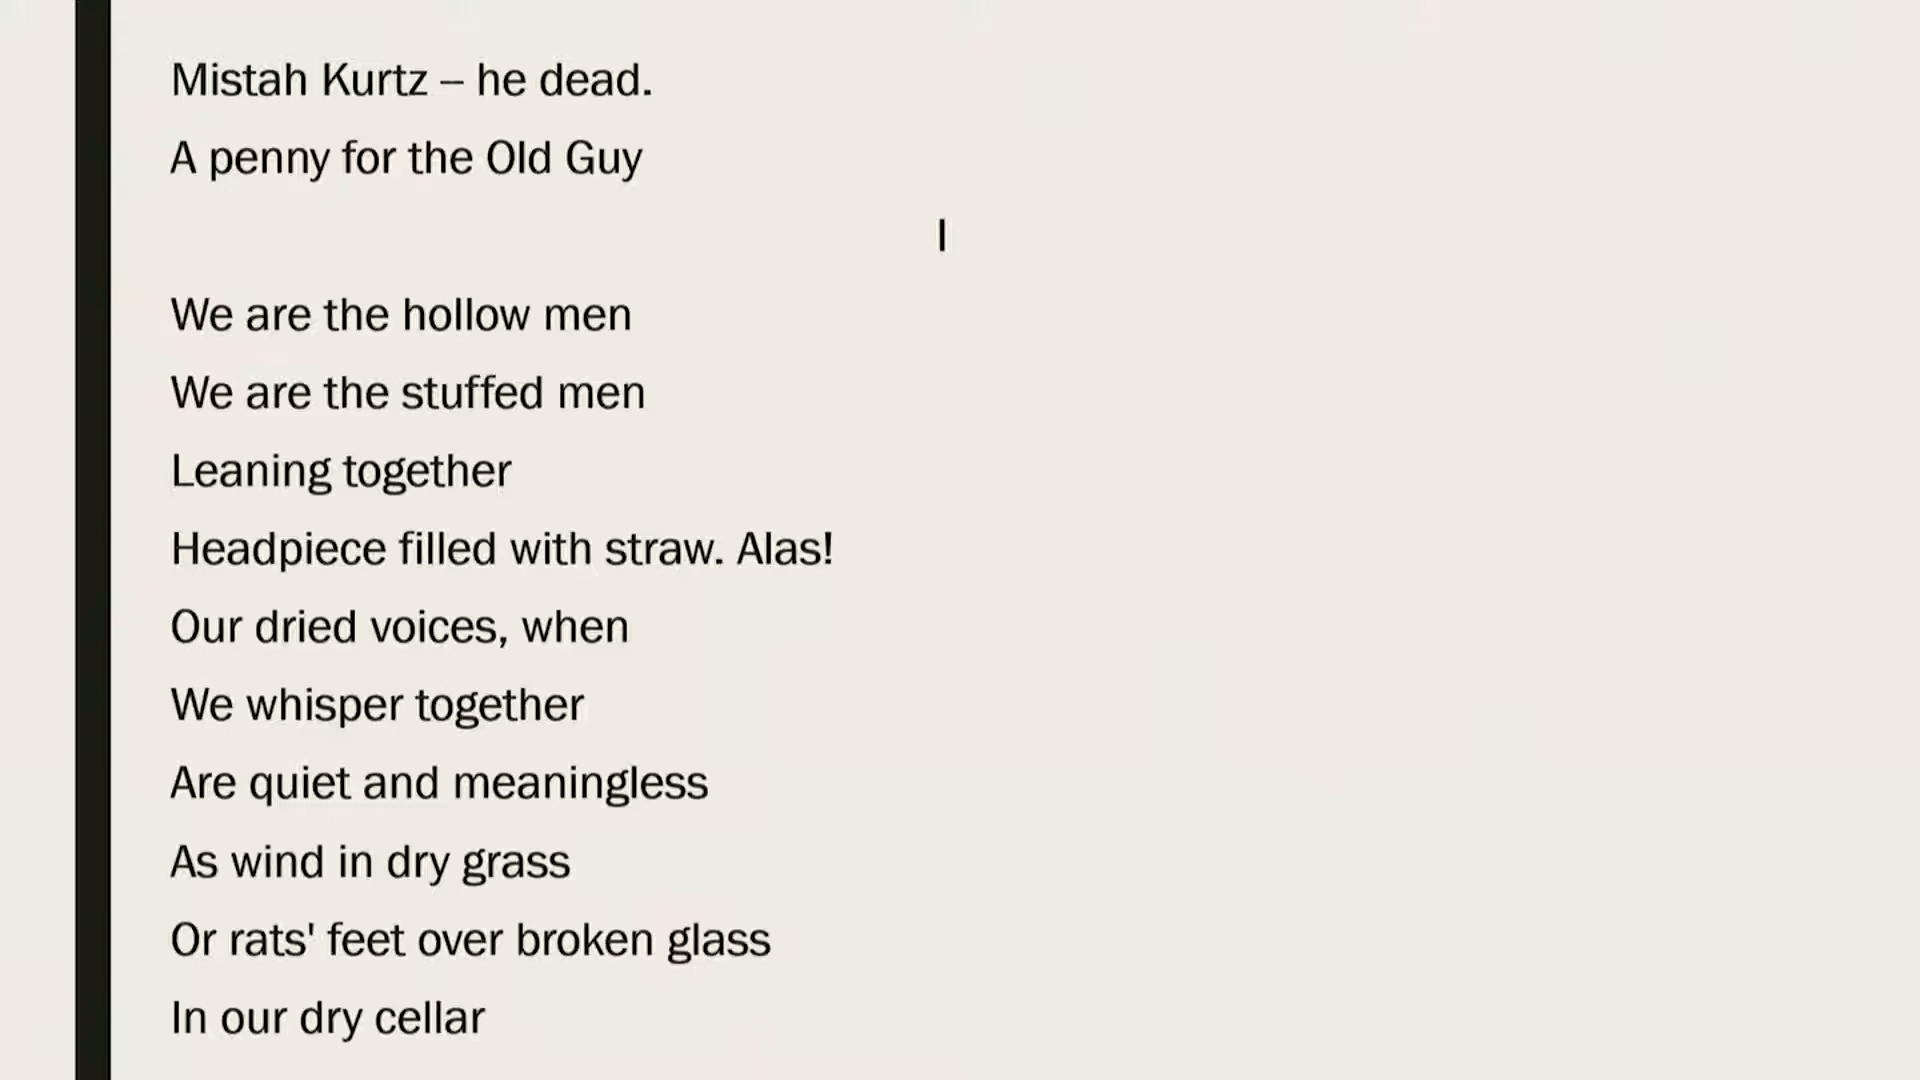 Mistah Kurtz – he dead.
A penny for the Old Guy
I
We are the hollow men
We are the stuffed men
Leaning together
Headpiece filled with straw. Alas!
Our dried voices, when
We whisper together
Are quiet and meaningless
As wind in dry grass
Or rats' feet over broken glass
In our dry cellar